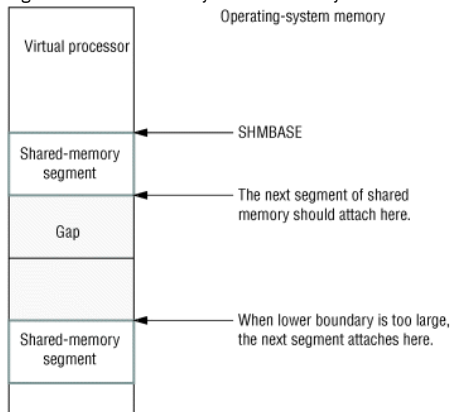 Operating-system memory
Virtual processor
SHMBASE
Shared-memory
segment
The next segment of shared
memory should attach here.
Gap
When lower boundary is too large,
the next segment attaches here.
Shared-memory
segment